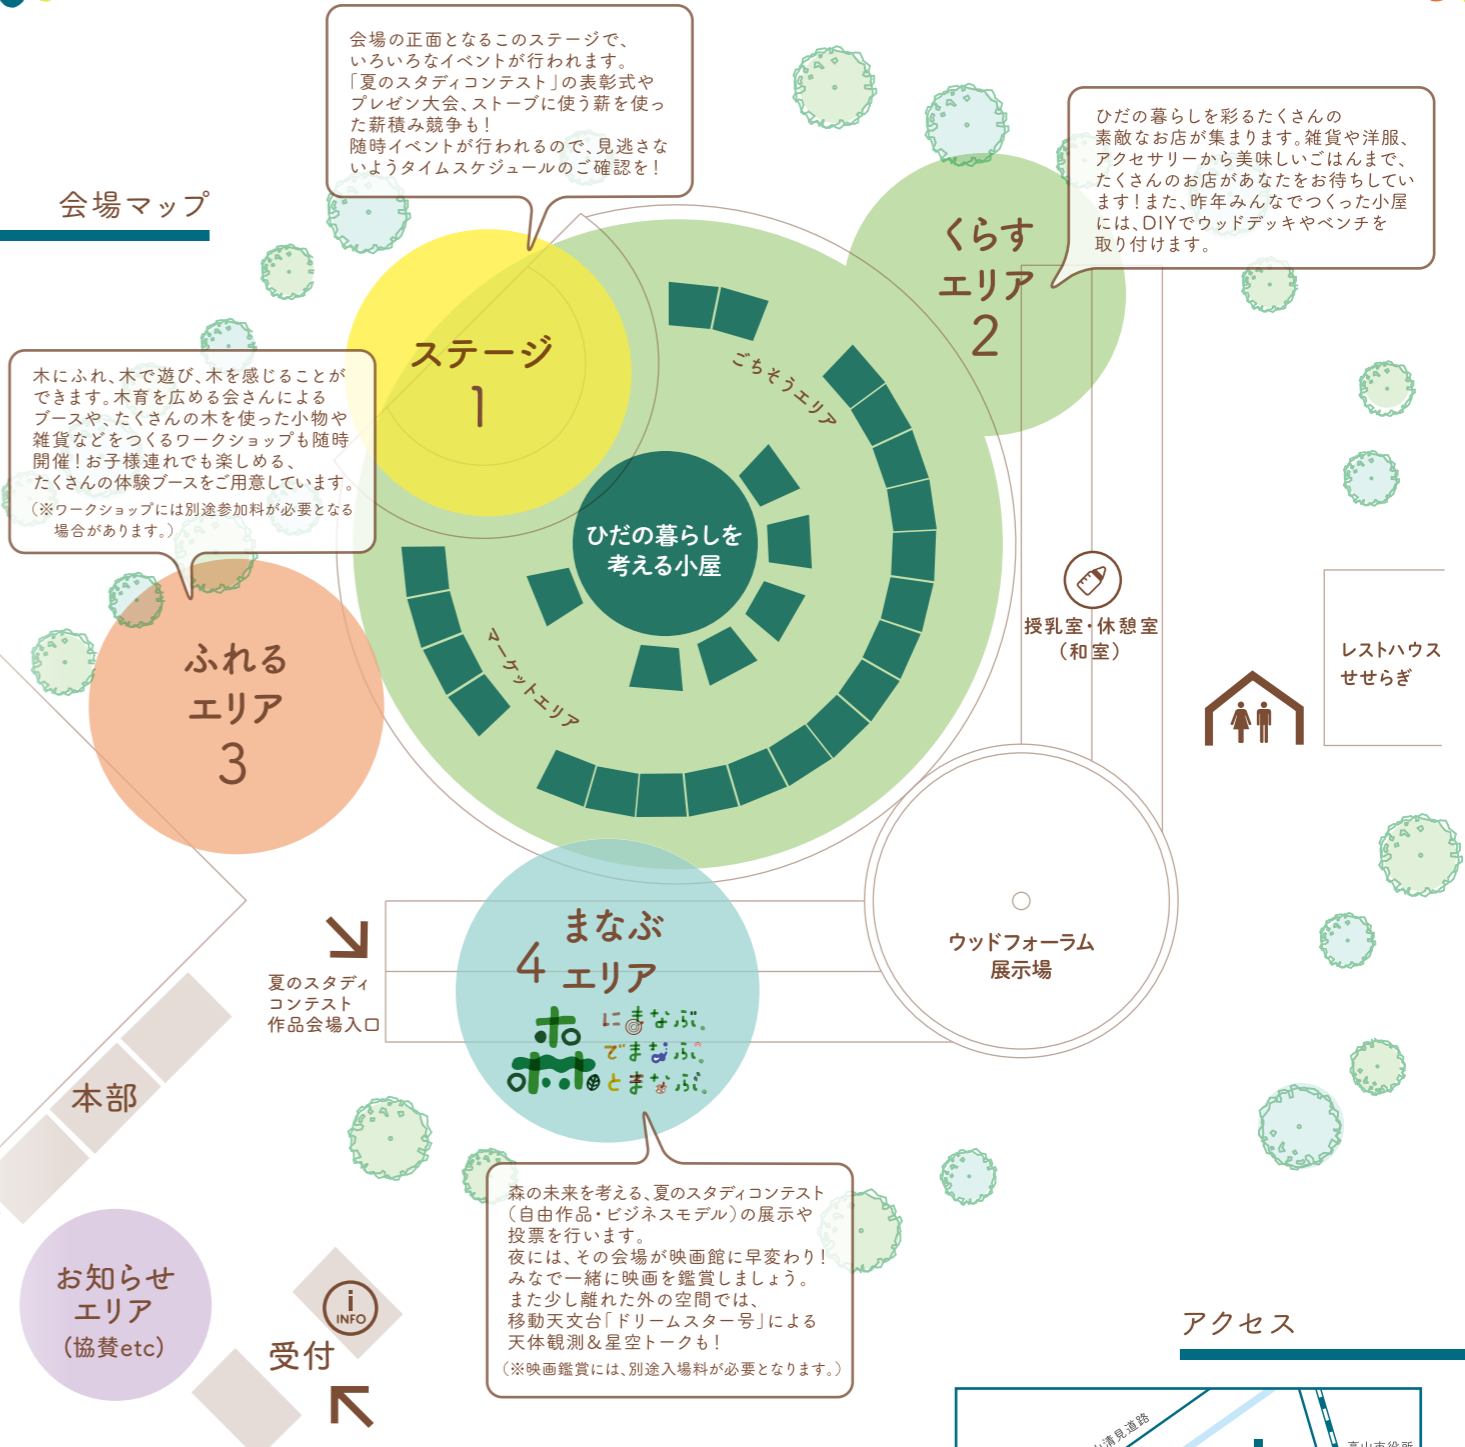 会場の正面となるこのステージで、
いろいろなイベントが行われます。
「夏のスタディコンテスト」の表彰式や
プレゼン大会、ストーブに使う薪を使っ
た薪積み競争も！
随時イベントが行われるので、見逃さな
いようタイムスケジュールのご確認を！
ひだの暮らしを彩るたくさんの
素敵なお店が集まります。雑貨や洋服、
アクセサリーから美味しいごはんまで、
たくさんのお店があなたをお待ちしてい
ます！また、昨年みんなでつくった小屋
には、DIYでウッドデッキやベンチを
取り付けます。
会場マップ
くらす
エリア
2
ステージ
1
ごちそうエリア
木にふれ、木で遊び、木を感じることが
できます。木育を広める会さんによる
ブースや、たくさんの木を使った小物や
雑貨などをつくるワークショップも随時
開催！お子様連れでも楽しめる、
たくさんの体験ブースをご用意しています。
（※ワークショップには別途参加料が必要となる
場合があります。）
ひだの暮らしを
考える小屋
マーケットエリア
授乳室・休憩室
（和室）
レストハウス
せせらぎ
ふれる
エリア
3
まなぶ
4 エリア
ウッドフォーラム
展示場
夏のスタディ
コンテスト
作品会場入口
木 にまなぶ。
でまなぶ。
森 とまなぶ。
本部
森の未来を考える、夏のスタディコンテスト
（自由作品・ビジネスモデル）の展示や
投票を行います。
夜には、その会場が映画館に早変わり！
みなで一緒に映画を鑑賞しましょう。
また少し離れた外の空間では、
移動天文台「ドリームスター号」による
天体観測＆星空トークも！
（※映画鑑賞には、別途入場料が必要となります。）
お知らせ
エリア
(協賛etc)
i
INFO
受付
アクセス
清見道路
高山市役所